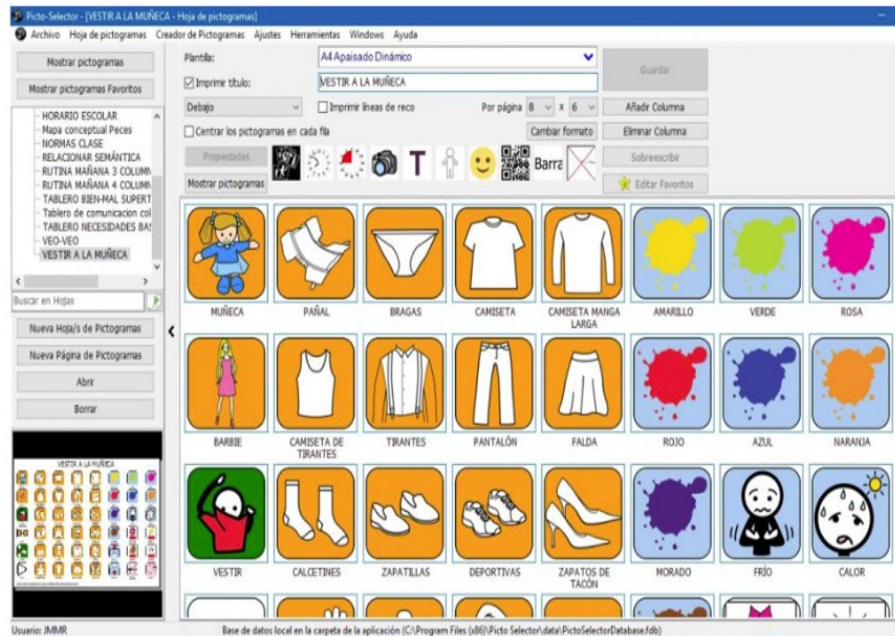 Picto-Selector - [VESTIR A LA MUÑECA - Hoja de pictogramas]
Archivo Hoja de pictogramas Creador de Pictogramas Ajustes Herramientas Windows Ayuda
Mostrar pictogramas
Mostrar pictogramas Favoritos
HORARIO ESCOLAR
Mapa conceptual Peces
NORMAS CLASE
RELACIONAR SEMÁNTICA
RUTINA MAÑANA 3 COLUMN
RUTINA MAÑANA 4 COLUMN
TABLERO BIEN-MAL SUPERT
Tablero de comunicacion col
TABLERO NECESIDADES BAS
VEO-VEO
VESTIR A LA MUÑECA
Buscar en Hojas
Nueva Hoja/s de Pictogramas
Nueva Página de Pictogramas
Abrir
Borrar
VESTIR A LA MUÑECA
Plantilla:
A4 Apaisado Dinámico
Imprimir título:
VESTIR A LA MUÑECA
Guardar
Debajo
Imprimir líneas de reco
Por página 8 X 6
Añadir Columna
Centrar los pictogramas en cada fila
Cambiar formato
Eliminar Columna
Propiedades
Mostrar pictogramas
T
Barra
Sobreescribir
Editar Favoritos
MUÑECA
PAÑAL
BRAGAS
CAMISETA
CAMISETA MANGA
LARGA
AMARILLO
VERDE
ROSA
BARBIE
CAMISETA DE
TIRANTES
TIRANTES
PANTALÓN
FALDA
ROJO
AZUL
NARANJA
VESTIR
CALCETINES
ZAPATILLAS
DEPORTIVAS
ZAPATOS DE
TACÓN
MORADO
FRÍO
CALOR
Usuario: JMMR
Base de datos local en la carpeta de la aplicación (C:\Program Files (x86)\Picto Selector\data\PictoSelectorDatabase.fdb)